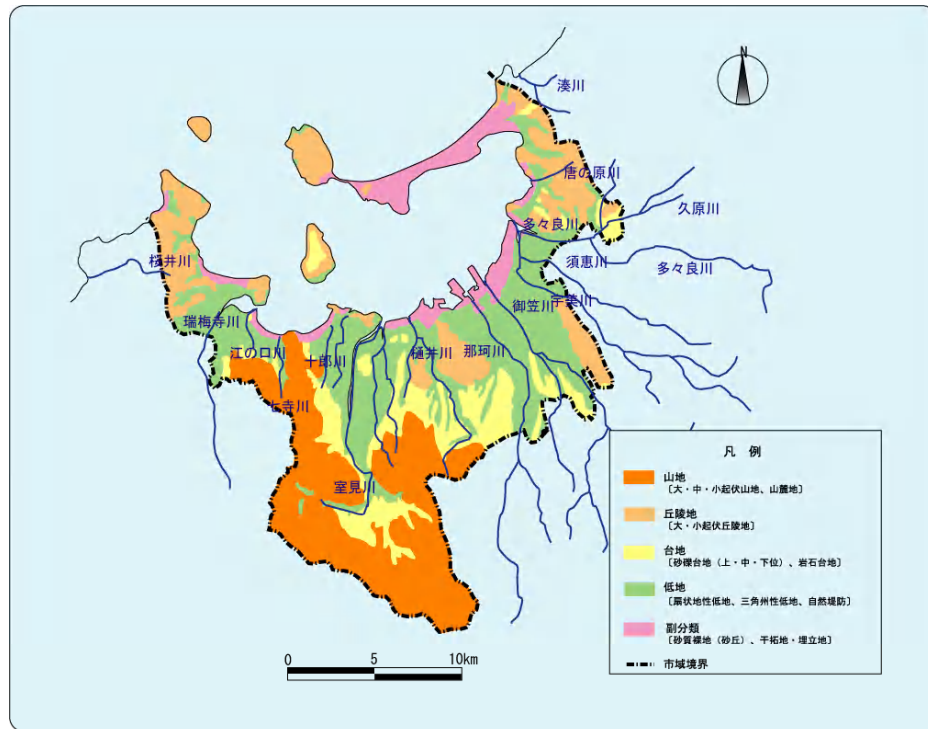 N
湊川
唐の原川
久原川
多々良川
須恵川
多々良川
桜井川
御笠川
宇美川
瑞梅寺川
江の口川
十郎川
樋井川
那珂川
七寺川
室見川
凡 例
山地
〔大・中・小起伏山地、山麓地〕
丘陵地
〔大・小起伏丘陵地〕
台地
〔砂礫台地（上・中・下位）、岩石台地〕
低地
〔扇状地性低地、三角州性低地、自然堤防〕
副分類
〔砂質裸地（砂丘）、干拓地・埋立地〕
市域境界
0 5 10km